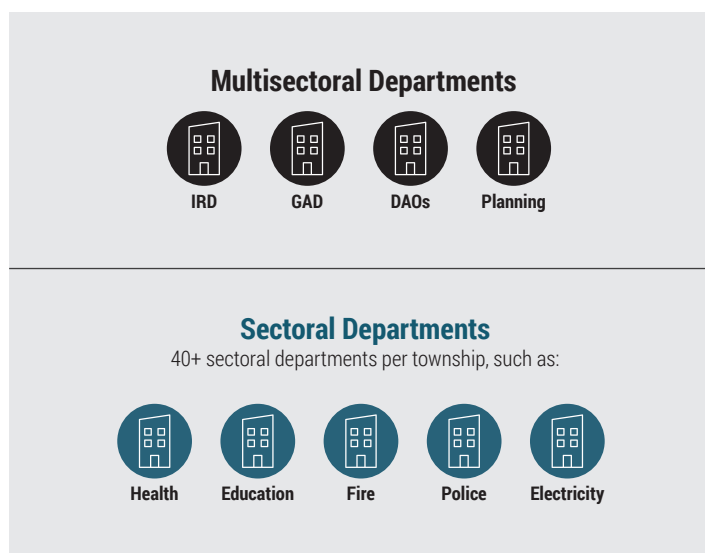 Multisectoral Departments
IRD GAD DAOs Planning
Sectoral Departments
40+ sectoral departments per township, such as:
Health Education Fire Police Electricity